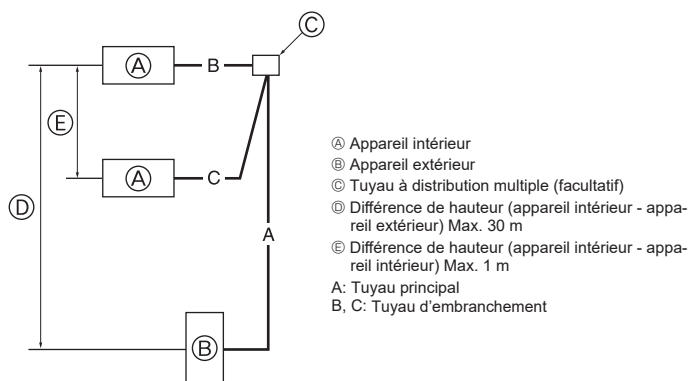 Ⓒ
Ⓐ B
Ⓔ
Ⓐ C
Ⓓ
A
Ⓑ
Ⓐ Appareil intérieur
Ⓑ Appareil extérieur
Ⓒ Tuyau à distribution multiple (facultatif)
Ⓓ Différence de hauteur (appareil intérieur - appa-
reil extérieur) Max. 30 m
Ⓔ Différence de hauteur (appareil intérieur - appa-
reil intérieur) Max. 1 m
A: Tuyau principal
B, C: Tuyau d’embranchement